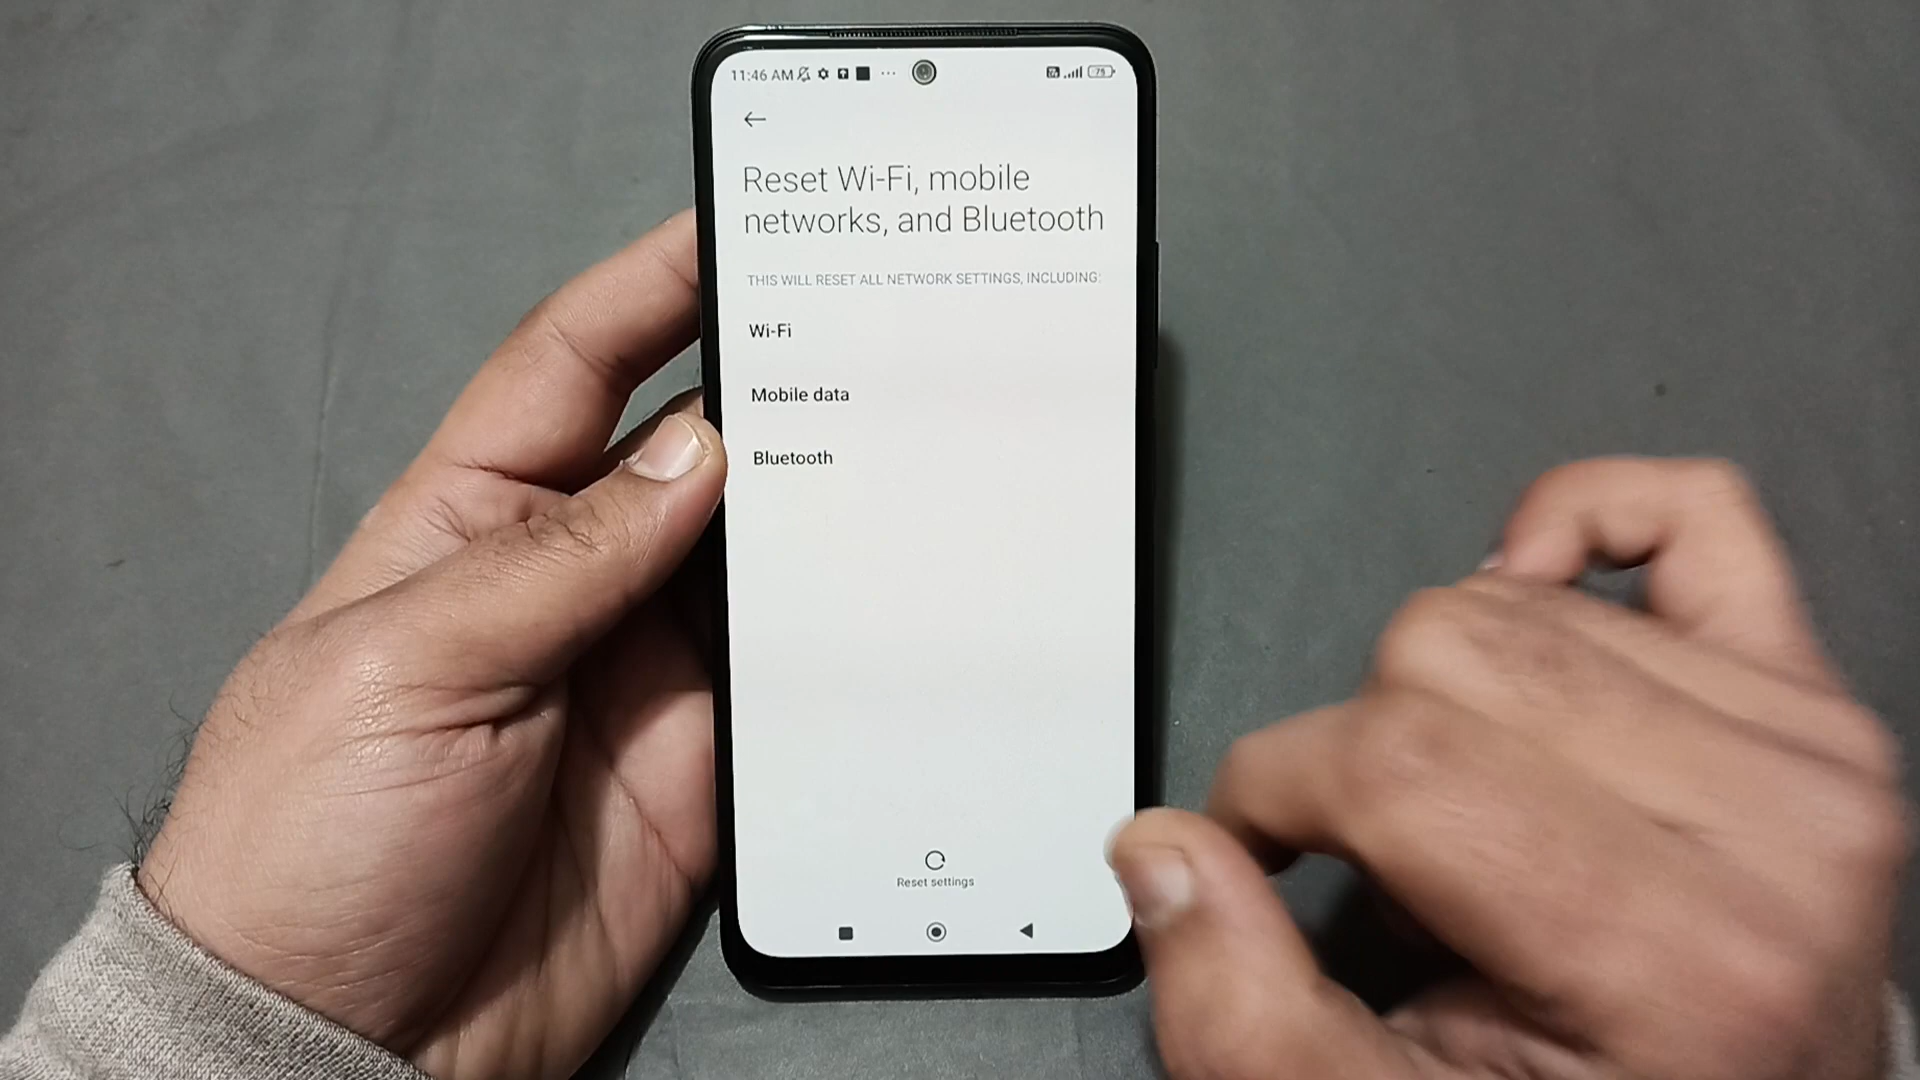 11:46 AM
75
Reset Wi-Fi, mobile
networks, and Bluetooth
THIS WILL RESET ALL NETWORK SETTINGS, INCLUDING:
Wi-Fi
Mobile data
Bluetooth
Reset settings